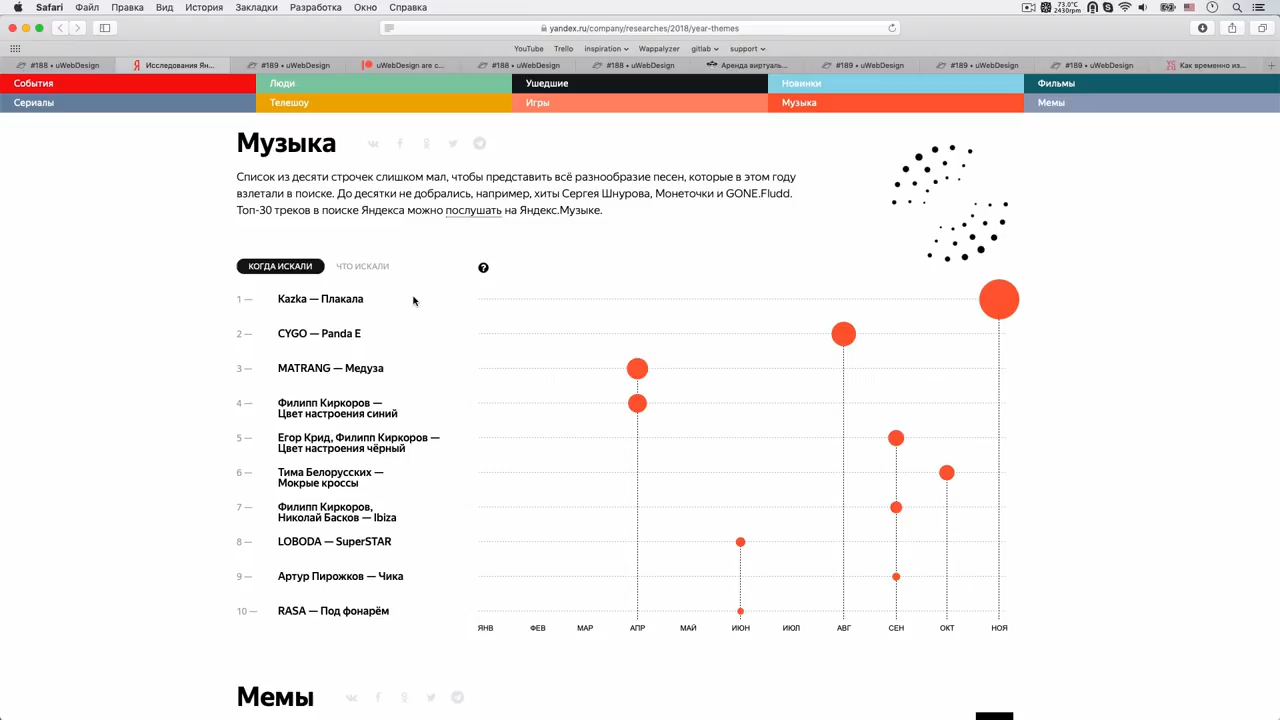 Safari Файл Правка Вид История Закладки Разработка Окно Справка
73.0°C
2430rpm
yandex.ru/company/researches/2018/year-themes
YouTube Trello inspiration Wappalyzer gitlab support
#188 • uWebDesign
Исследования Ян...
#189 • uWebDesign
uWebDesign are c...
#188 • uWebDesign
#188 • uWebDesign
Аренда виртуаль...
#189 • uWebDesign
#189 • uWebDesign
#189 • uWebDesign
Как временно из...
События Люди Ушедшие Новинки Фильмы
Сериалы Телешоу Игры Музыка Мемы
Музыка
Список из десяти строчек слишком мал, чтобы представить всё разнообразие песен, которые в этом году
взлетали в поиске. До десятки не добрались, например, хиты Сергея Шнурова, Монеточки и GONE.Fludd.
Топ-30 треков в поиске Яндекса можно послушать на Яндекс.Музыке.
КОГДА ИСКАЛИ ЧТО ИСКАЛИ ?
1 — Kazka — Плакала
2 — CYGO — Panda E
3 — MATRANG — Медуза
4 — Филипп Киркоров —
Цвет настроения синий
5 — Егор Крид, Филипп Киркоров —
Цвет настроения чёрный
6 — Тима Белорусских —
Мокрые кроссы
7 — Филипп Киркоров,
Николай Басков — Ibiza
8 — LOBODA — SuperSTAR
9 — Артур Пирожков — Чика
10 — RASA — Под фонарём
ЯНВ ФЕВ МАР АПР МАЙ ИЮН ИЮЛ АВГ СЕН ОКТ НОЯ
Мемы